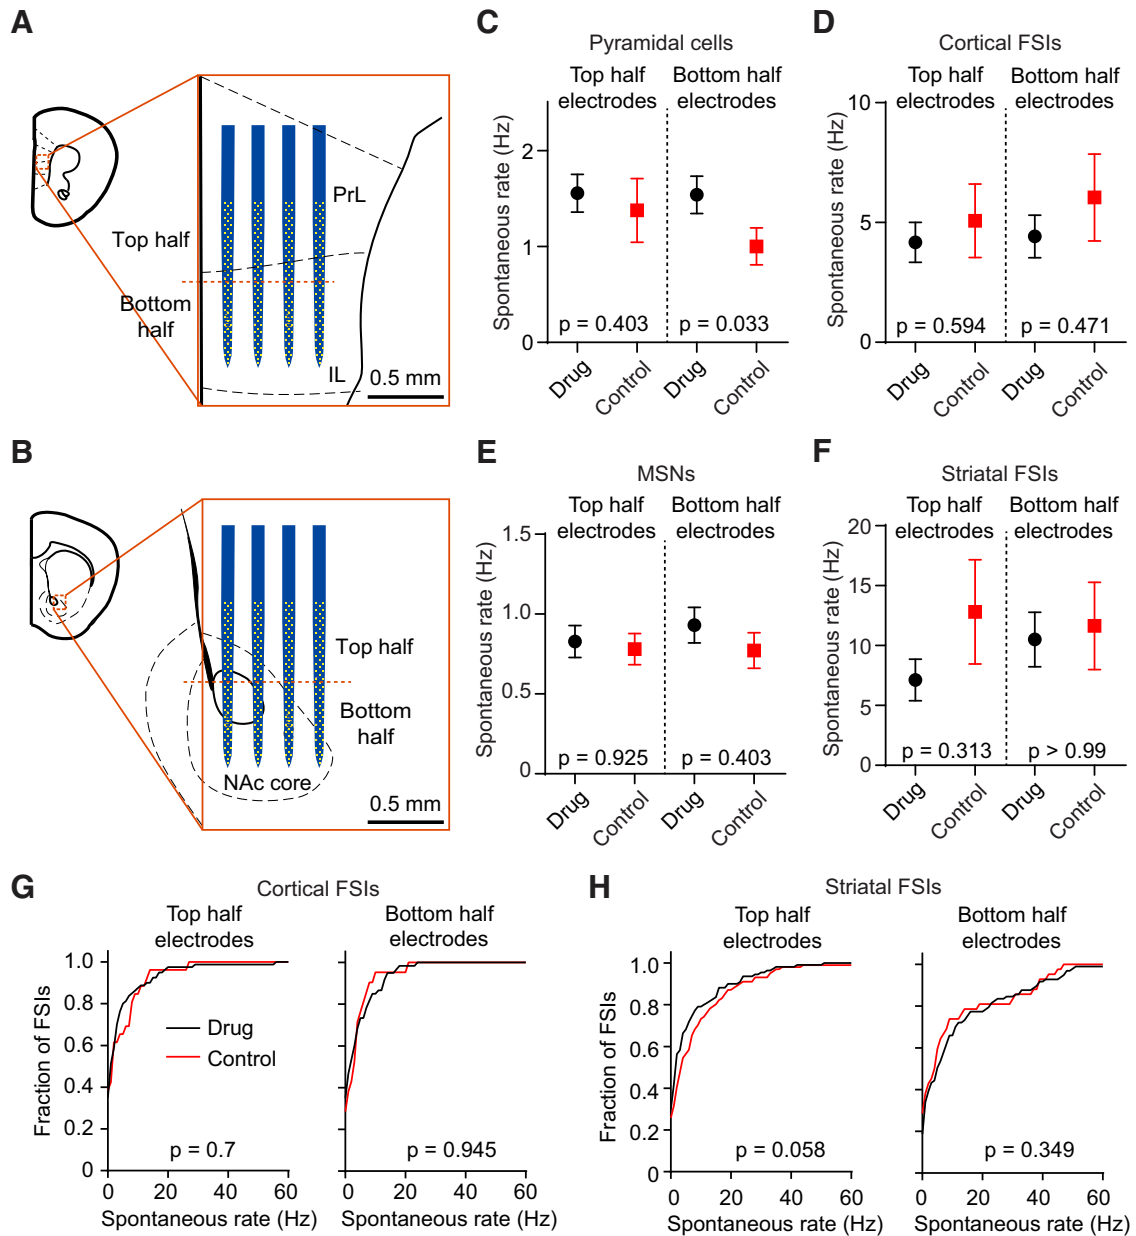 A
Top half
Bottom
half
PrL
IL
0.5 mm
B
Top half
Bottom
half
NAc core
0.5 mm
C
Pyramidal cells
Top half
electrodes
Bottom half
electrodes
Spontaneous rate (Hz)
2
1
0
p = 0.403
p = 0.033
Drug
Control
Drug
Control
D
Cortical FSIs
Top half
electrodes
Bottom half
electrodes
Spontaneous rate (Hz)
10
5
0
p = 0.594
p = 0.471
Drug
Control
Drug
Control
E
MSNs
Top half
electrodes
Bottom half
electrodes
Spontaneous rate (Hz)
1.5
1.0
0.5
0
p = 0.925
p = 0.403
Drug
Control
Drug
Control
F
Striatal FSIs
Top half
electrodes
Bottom half
electrodes
Spontaneous rate (Hz)
20
15
10
5
0
p = 0.313
p > 0.99
Drug
Control
Drug
Control
G
Cortical FSIs
Top half
electrodes
Bottom half
electrodes
Fraction of FSIs
1.0
0.8
0.6
0.4
0.2
0
Drug
Control
p = 0.7
p = 0.945
0 20 40 60
0 20 40 60
Spontaneous rate (Hz)
Spontaneous rate (Hz)
H
Striatal FSIs
Top half
electrodes
Bottom half
electrodes
Fraction of FSIs
1.0
0.8
0.6
0.4
0.2
0
p = 0.058
p = 0.349
0 20 40 60
0 20 40 60
Spontaneous rate (Hz)
Spontaneous rate (Hz)